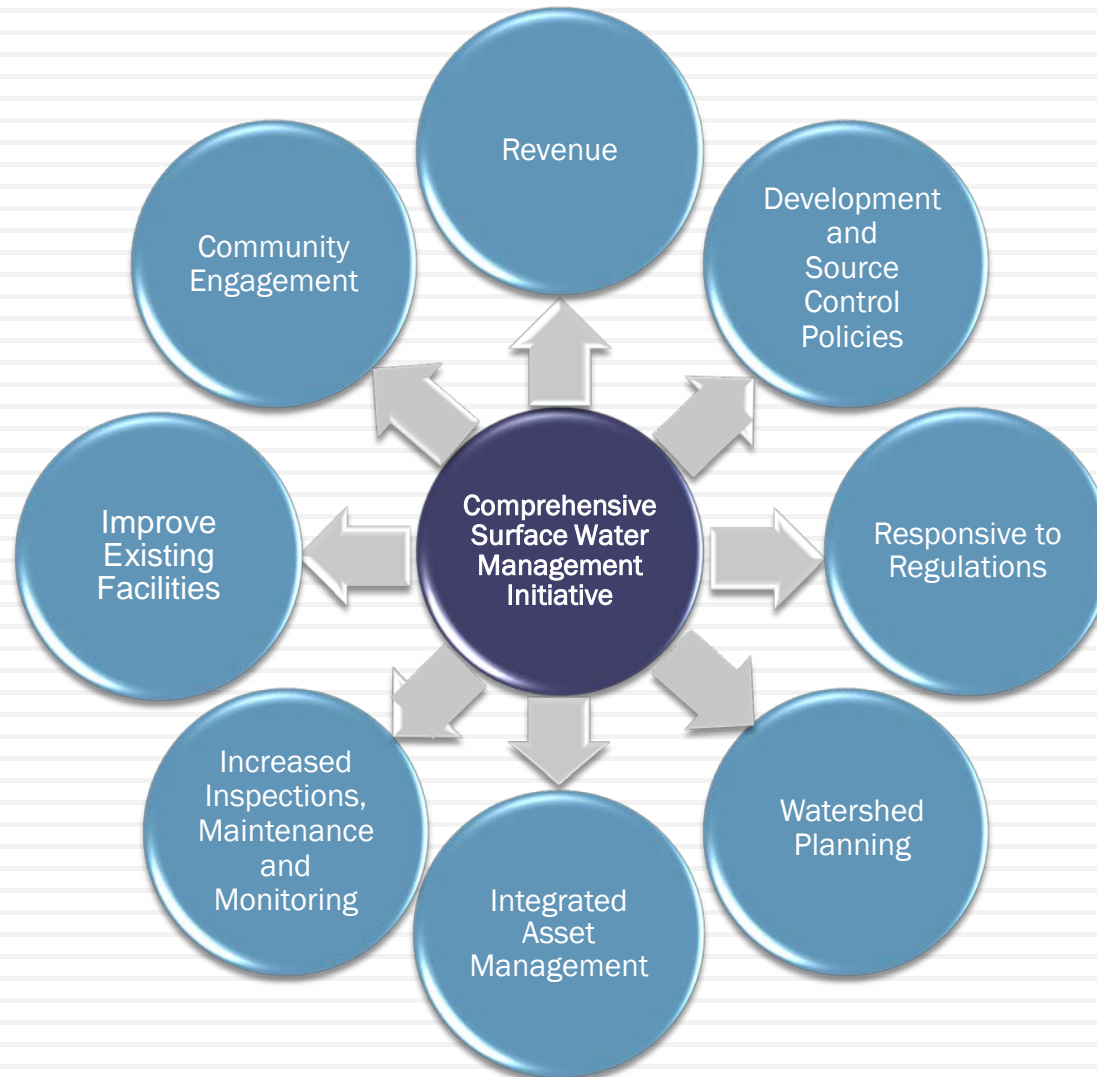 Revenue
Development
and
Source
Control
Policies
Community
Engagement
Comprehensive
Surface Water
Management
Initiative
Improve
Existing
Facilities
Responsive to
Regulations
Increased
Inspections,
Maintenance
and
Monitoring
Watershed
Planning
Integrated
Asset
Management